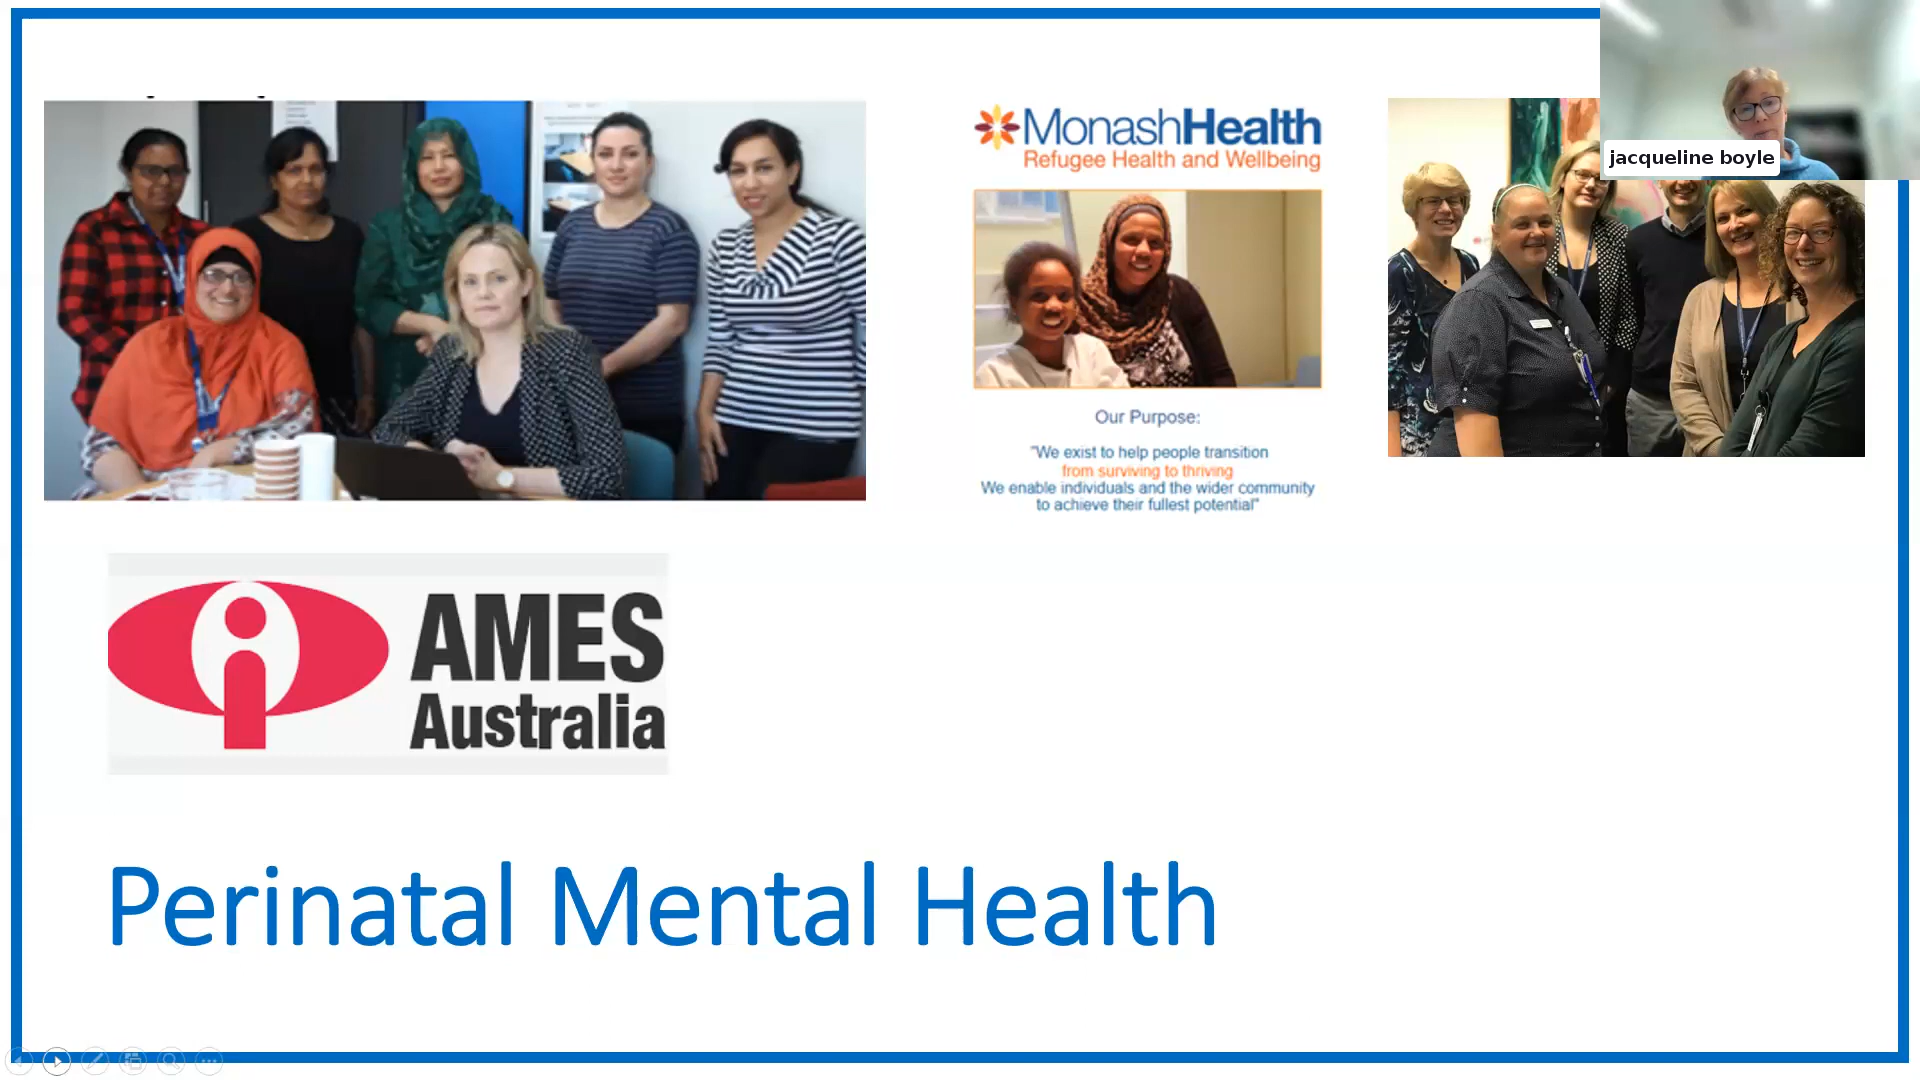 jacqueline boyle
MonashHealth
Refugee Health and Wellbeing
Our Purpose:
"We exist to help people transition
from surviving to thriving
We enable individuals and the wider community
to achieve their fullest potential"
AMES
Australia
Perinatal Mental Health